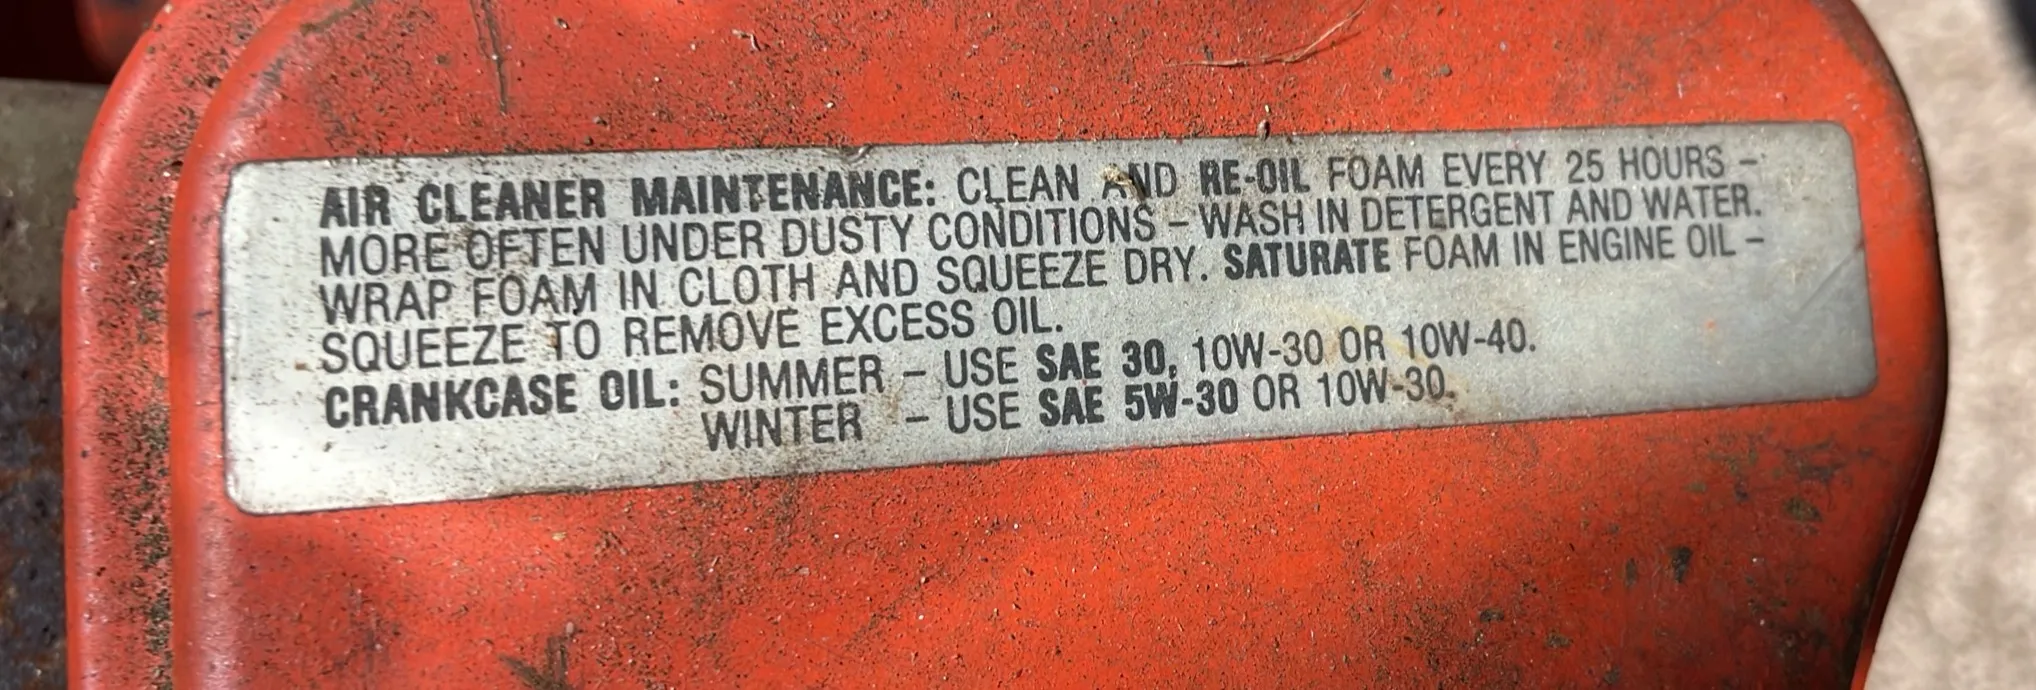 AIR CLEANER MAINTENANCE: CLEAN AND RE-OIL FOAM EVERY 25 HOURS –
MORE OFTEN UNDER DUSTY CONDITIONS – WASH IN DETERGENT AND WATER.
WRAP FOAM IN CLOTH AND SQUEEZE DRY. SATURATE FOAM IN ENGINE OIL –
SQUEEZE TO REMOVE EXCESS OIL.
CRANKCASE OIL: SUMMER – USE SAE 30, 10W-30 OR 10W-40.
WINTER – USE SAE 5W-30 OR 10W-30.